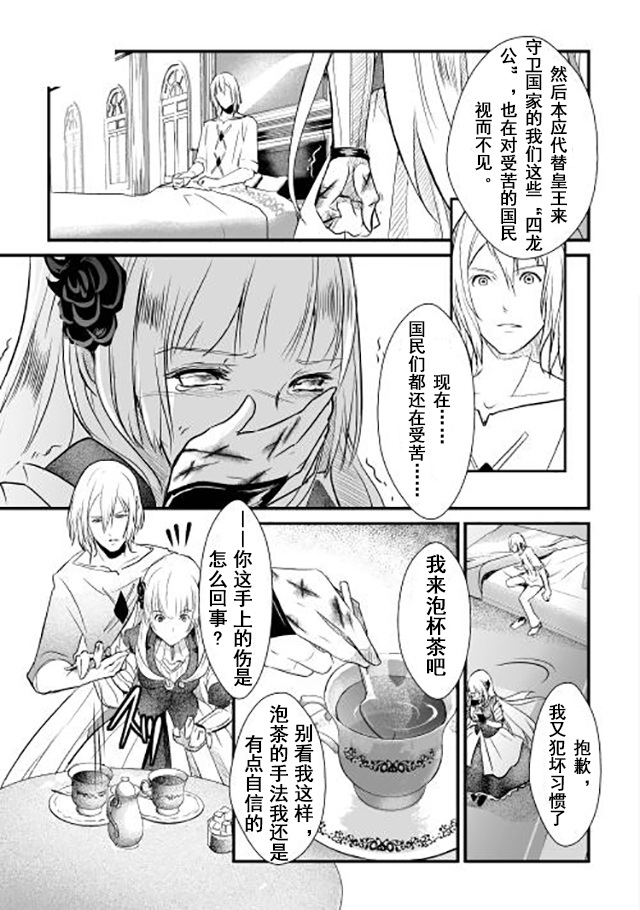 然后本应代替皇王来
守卫国家的我们这些“四龙
公”，也在对受苦的国民
视而不见。
现在……
国民们都还在受苦……
抱歉，
我又犯坏习惯了
我来泡杯茶吧
别看我这样，
泡茶的手法我还是
有点自信的
——你这手上的伤是
怎么回事？